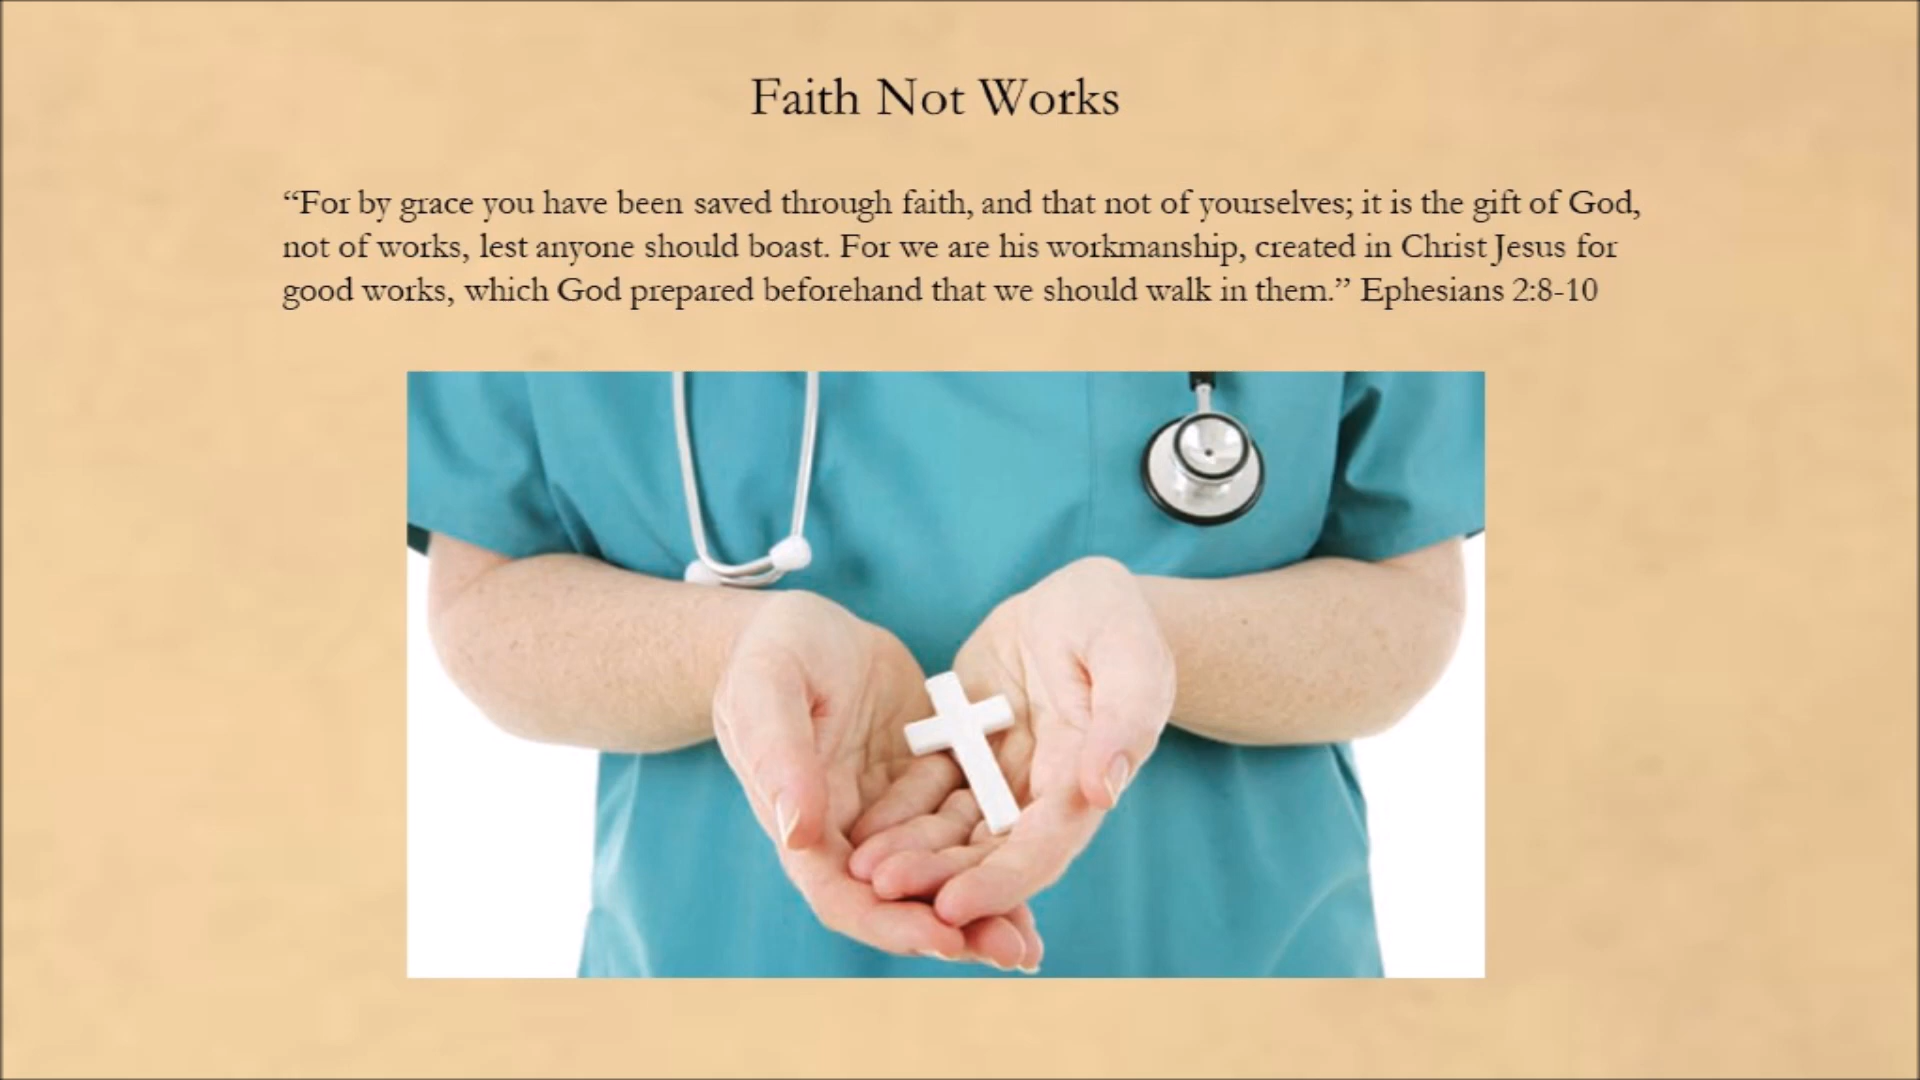 Faith Not Works
“For by grace you have been saved through faith, and that not of yourselves; it is the gift of God,
not of works, lest anyone should boast. For we are his workmanship, created in Christ Jesus for
good works, which God prepared beforehand that we should walk in them.” Ephesians 2:8-10